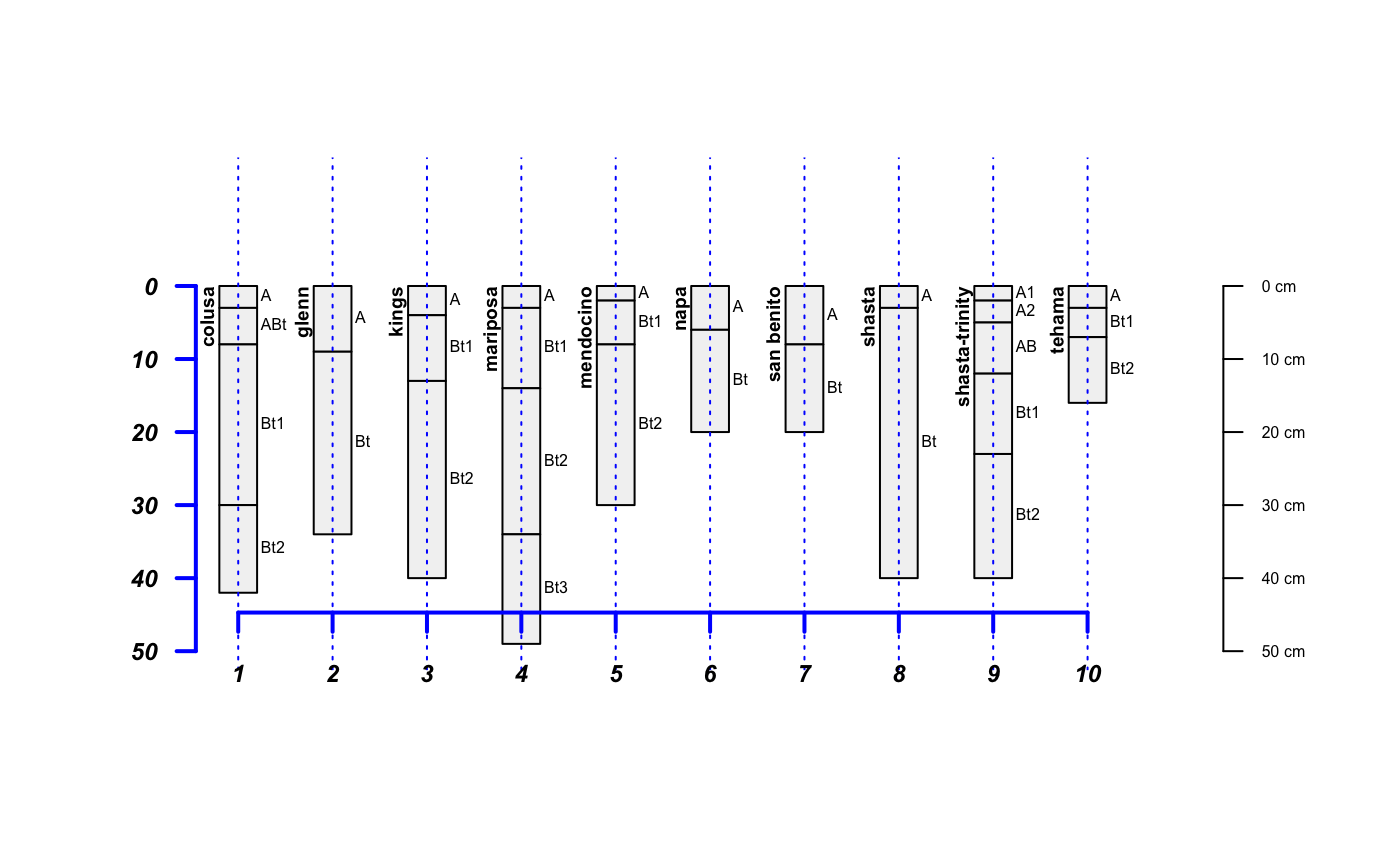 0
10
20
30
40
50
colusa
A
ABt
Bt1
Bt2
glenn
A
Bt
kings
A
Bt1
Bt2
mariposa
A
Bt1
Bt2
Bt3
mendocino
A
Bt1
Bt2
napa
A
Bt
san benito
A
Bt
shasta
A
Bt
shasta-trinity
A1
A2
AB
Bt1
Bt2
tehama
A
Bt1
Bt2
0 cm
10 cm
20 cm
30 cm
40 cm
50 cm
1 2 3 4 5 6 7 8 9 10